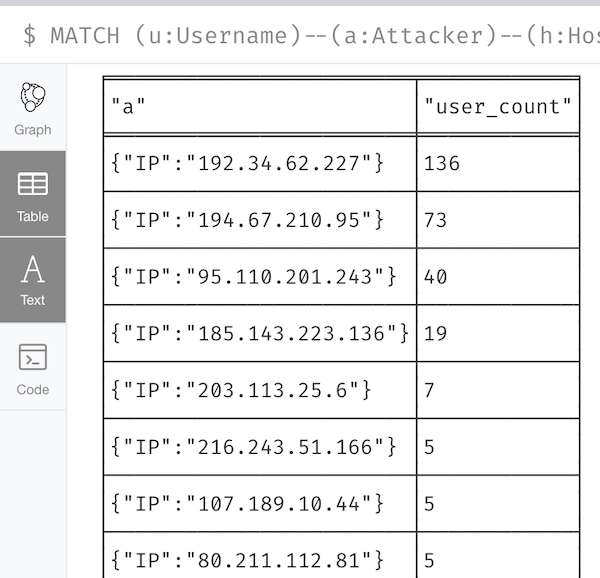 $ MATCH (u:Username)--(a:Attacker)--(h:Hos
Graph
Table
Text
Code
"a" "user_count"
{"IP":"192.34.62.227"} 136
{"IP":"194.67.210.95"} 73
{"IP":"95.110.201.243"} 40
{"IP":"185.143.223.136"} 19
{"IP":"203.113.25.6"} 7
{"IP":"216.243.51.166"} 5
{"IP":"107.189.10.44"} 5
{"IP":"80.211.112.81"} 5